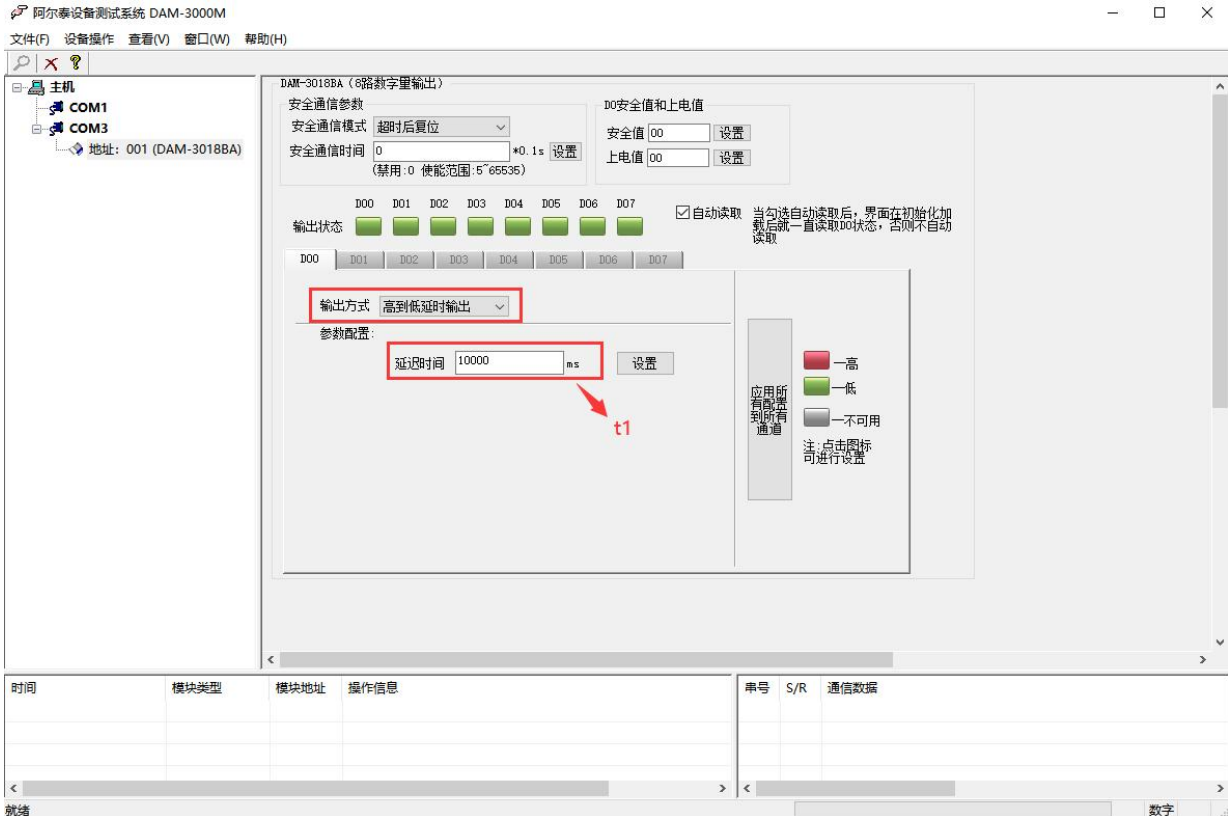 阿尔泰设备测试系统 DAM-3000M
文件(F) 设备操作 查看(V) 窗口(W) 帮助(H)
主机
COM1
COM3
地址：001 (DAM-3018BA)
DAM-3018BA（8路数字量输出）
安全通信参数
安全通信模式 超时后复位
安全通信时间 0 *0.1s 设置
(禁用:0 使能范围:5~65535)
DO安全值和上电值
安全值 00 设置
上电值 00 设置
DO0 DO1 DO2 DO3 DO4 DO5 DO6 DO7
输出状态
自动读取 当勾选自动读取后，界面在初始化加
载后就一直读取DO状态，否则不自动
读取
DO0 DO1 DO2 DO3 DO4 DO5 DO6 DO7
输出方式 高到低延时输出
参数配置:
延迟时间 10000 ms 设置
t1
应用所
有配置
到所有
通道
一高
一低
一不可用
注:点击图标
可进行设置
时间 模块类型 模块地址 操作信息
串号 S/R 通信数据
就绪
数字